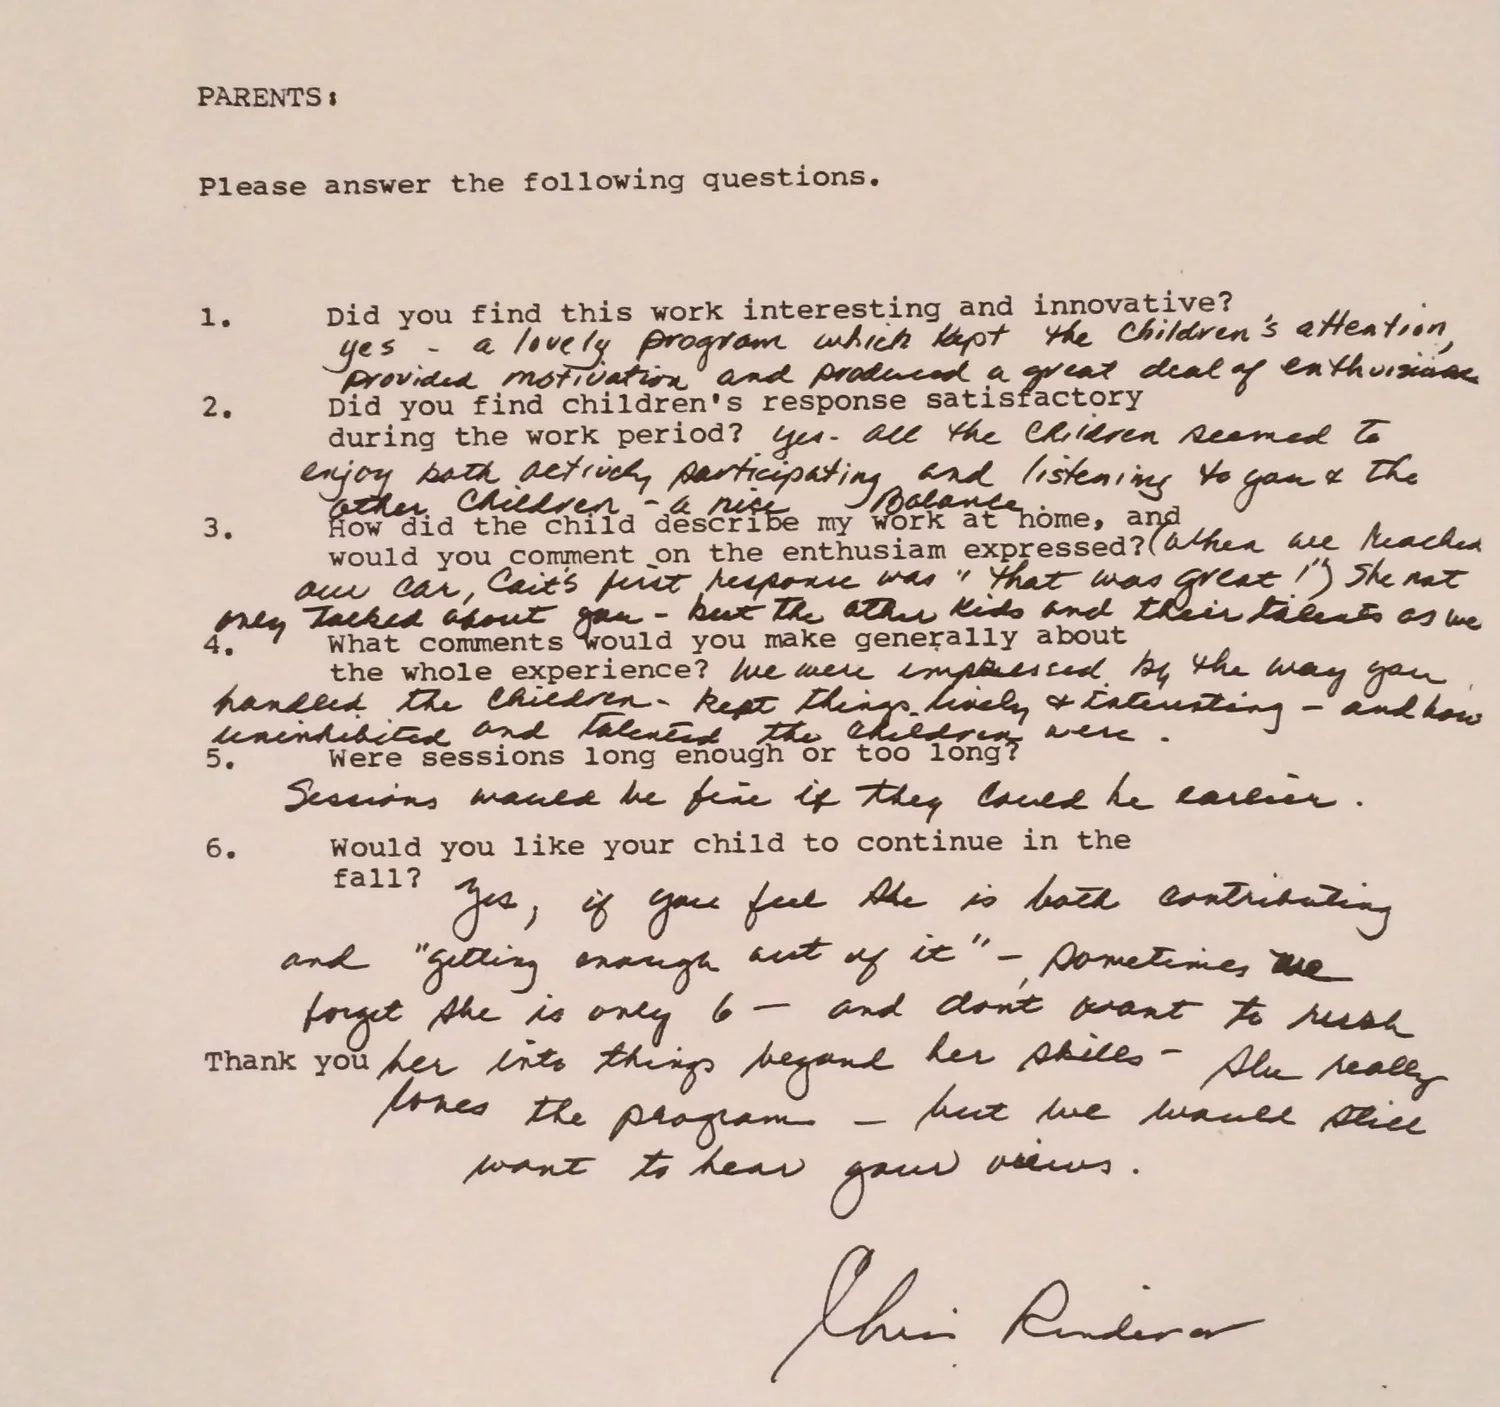 PARENTS:
Please answer the following questions.
1. Did you find this work interesting and innovative?
yes - a lovely program which kept the children's attention,
provided motivation and produced a great deal of enthusiasm
2. Did you find children's response satisfactory
during the work period? yes - all the children seemed to
enjoy both actively participating and listening to you & the
other children - a nice Balance.
3. How did the child describe my work at home, and
would you comment on the enthusiam expressed? (When we reached
our car, Cait's first response was "that was great!") She not
only talked about you - but the other kids and their talents as we
4. What comments would you make generally about
the whole experience? We were impressed by the way you
handled the children - kept things lively & interesting - and how
uninhibited and talented the children were.
5. Were sessions long enough or too long?
Sessions would be fine if they could be earlier.
6. Would you like your child to continue in the
fall?
Yes, if you feel she is both contributing
and "getting enough out of it" - sometimes we
forget she is only 6 - and don't want to
Thank you her into things beyond her skills - She really
loves the program - but we would still
want to hear your views.
Chris